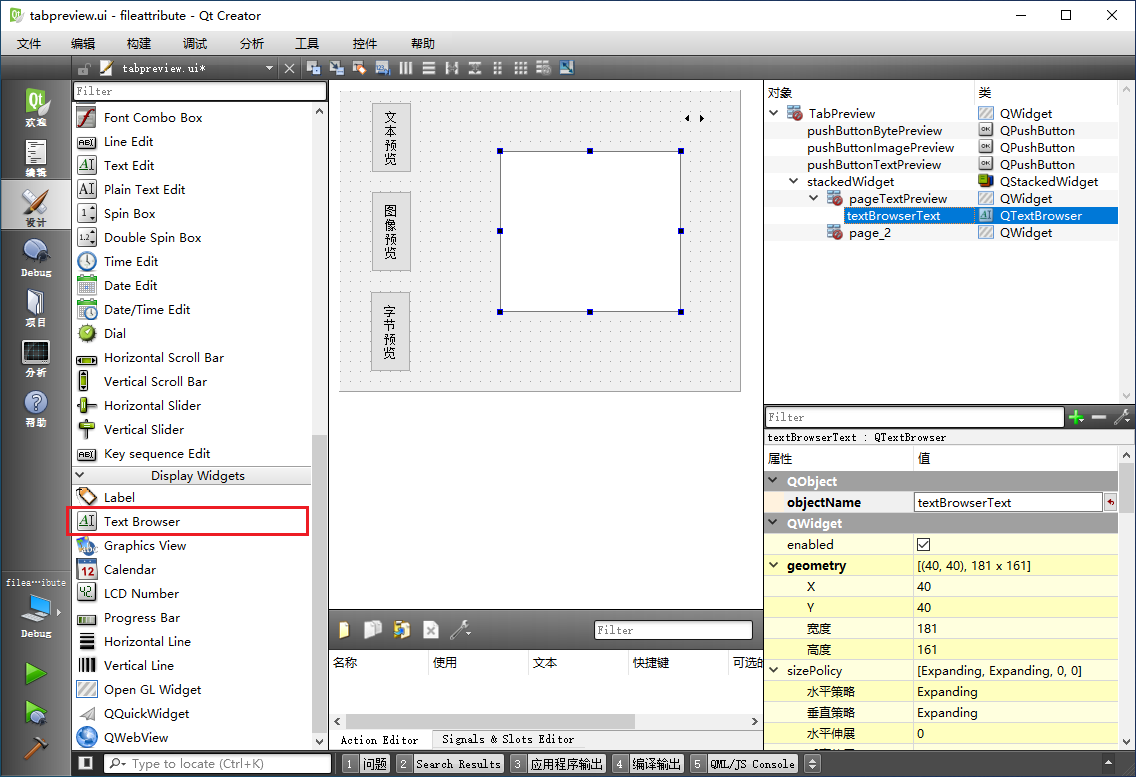 tabpreview.ui - fileattribute - Qt Creator
文件 编辑 构建 调试 分析 工具 控件 帮助
tabpreview.ui*
欢迎
编辑
设计
Debug
项目
分析
帮助
filea…ibute
Debug
Filter
Font Combo Box
Line Edit
Text Edit
Plain Text Edit
Spin Box
Double Spin Box
Time Edit
Date Edit
Date/Time Edit
Dial
Horizontal Scroll Bar
Vertical Scroll Bar
Horizontal Slider
Vertical Slider
Key sequence Edit
Display Widgets
Label
Text Browser
Graphics View
Calendar
LCD Number
Progress Bar
Horizontal Line
Vertical Line
Open GL Widget
QQuickWidget
QWebView
文本预览
图像预览
字节预览
Filter
名称 使用 文本 快捷键 可选的
Action Editor Signals & Slots Editor
对象 类
TabPreview QWidget
pushButtonBytePreview QPushButton
pushButtonImagePreview QPushButton
pushButtonTextPreview QPushButton
stackedWidget QStackedWidget
pageTextPreview QWidget
textBrowserText QTextBrowser
page_2 QWidget
Filter
textBrowserText : QTextBrowser
属性 值
QObject
objectName textBrowserText
QWidget
enabled
geometry [(40, 40), 181 x 161]
X 40
Y 40
宽度 181
高度 161
sizePolicy [Expanding, Expanding, 0, 0]
水平策略 Expanding
垂直策略 Expanding
水平伸展 0
Type to locate (Ctrl+K) 1 问题 2 Search Results 3 应用程序输出 4 编译输出 5 QML/JS Console